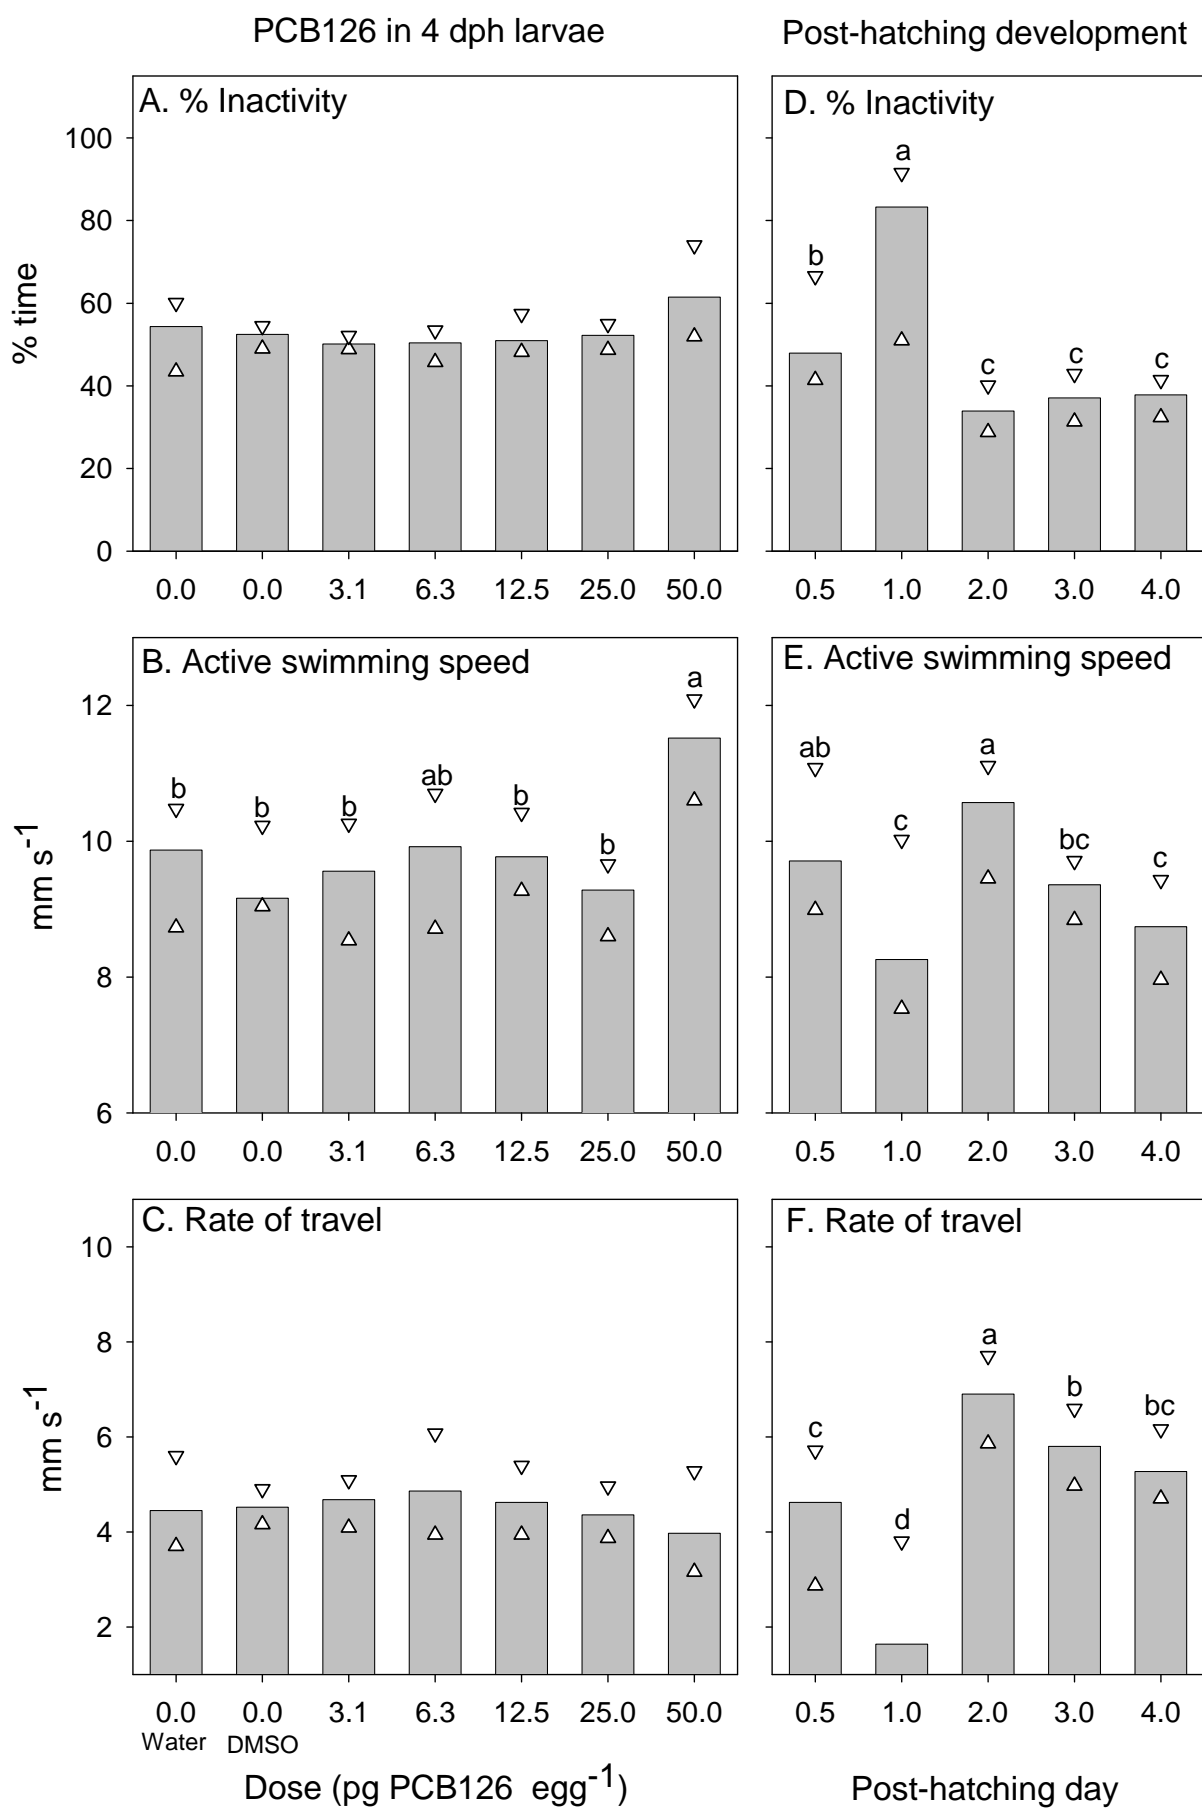 PCB126 in 4 dph larvae
Post-hatching development
A. % Inactivity
D. % Inactivity
% time
100
80
60
40
20
0
a
b
c
c
c
0.0 0.0 3.1 6.3 12.5 25.0 50.0
0.5 1.0 2.0 3.0 4.0
B. Active swimming speed
E. Active swimming speed
mm s-1
12
10
8
6
b
b
b
ab
b
b
a
ab
c
a
bc
c
0.0 0.0 3.1 6.3 12.5 25.0 50.0
0.5 1.0 2.0 3.0 4.0
C. Rate of travel
F. Rate of travel
mm s-1
10
8
6
4
2
c
d
a
b
bc
0.0 0.0 3.1 6.3 12.5 25.0 50.0
Water DMSO
0.5 1.0 2.0 3.0 4.0
Dose (pg PCB126 egg-1)
Post-hatching day